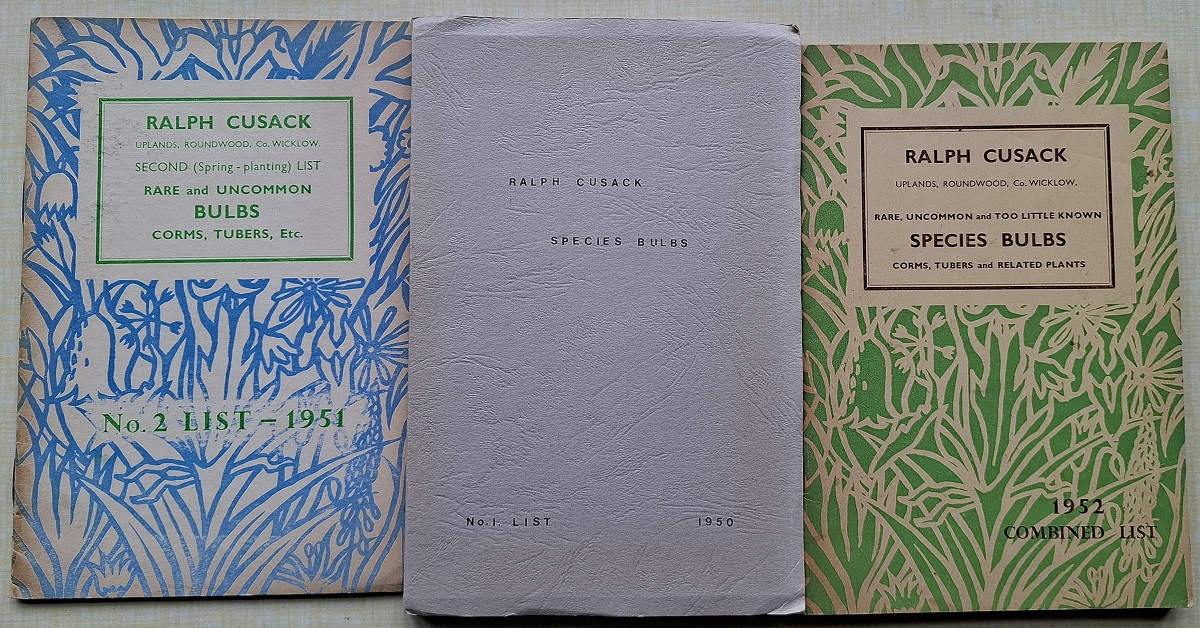 RALPH CUSACK
UPLANDS, ROUNDWOOD, Co. WICKLOW.
SECOND (Spring - planting) LIST
RARE and UNCOMMON
BULBS
CORMS, TUBERS, Etc.
No. 2 LIST – 1951
RALPH CUSACK
SPECIES BULBS
No.1. LIST 1950
RALPH CUSACK
UPLANDS, ROUNDWOOD, Co. WICKLOW.
RARE, UNCOMMON and TOO LITTLE KNOWN
SPECIES BULBS
CORMS, TUBERS and RELATED PLANTS
1952
COMBINED LIST